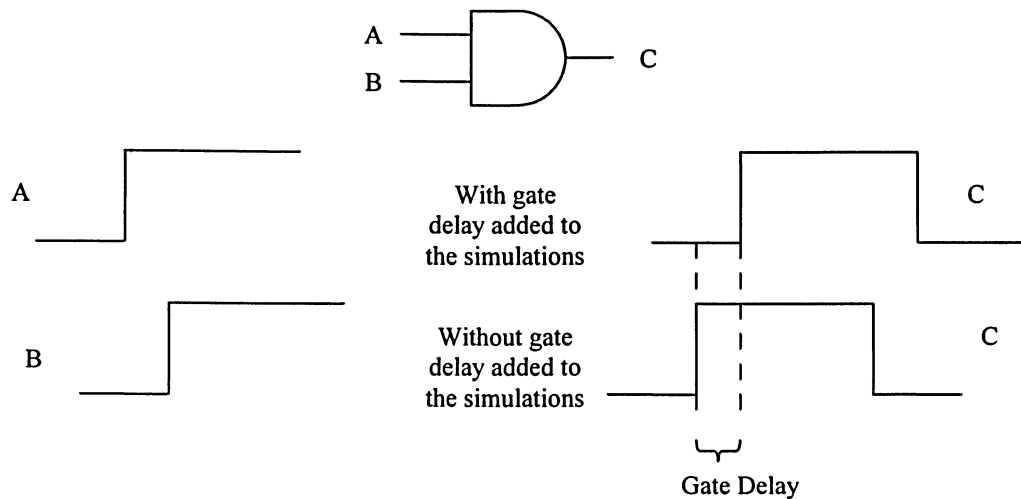 A
B
C
A
With gate
delay added to
the simulations
C
B
Without gate
delay added to
the simulations
C
Gate Delay